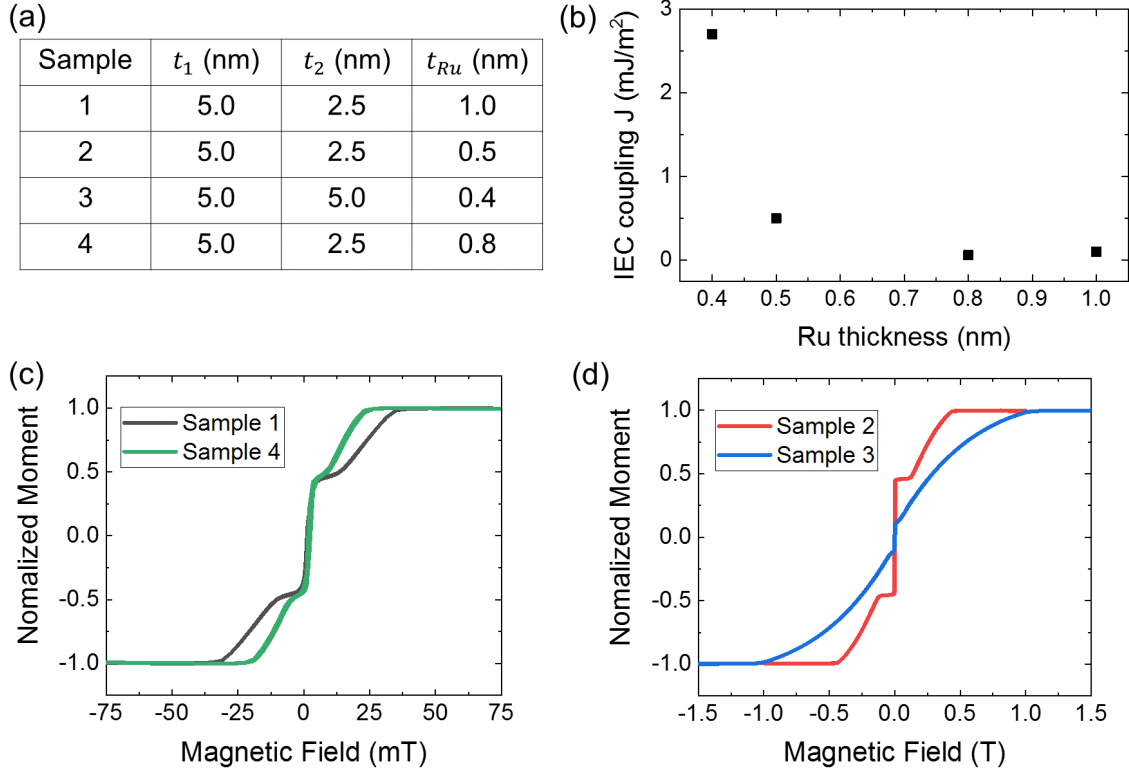 (a)
Sample t₁ (nm) t₂ (nm) t_Ru (nm)
1 5.0 2.5 1.0
2 5.0 2.5 0.5
3 5.0 5.0 0.4
4 5.0 2.5 0.8
(b)
IEC coupling J (mJ/m²)
3
2
1
0
0.4 0.5 0.6 0.7 0.8 0.9 1.0
Ru thickness (nm)
(c)
Nomalized Moment
1.0
0.5
0.0
-0.5
-1.0
Sample 1
Sample 4
-75 -50 -25 0 25 50 75
Magnetic Field (mT)
(d)
Nomalized Moment
1.0
0.5
0.0
-0.5
-1.0
Sample 2
Sample 3
-1.5 -1.0 -0.5 0.0 0.5 1.0 1.5
Magnetic Field (T)